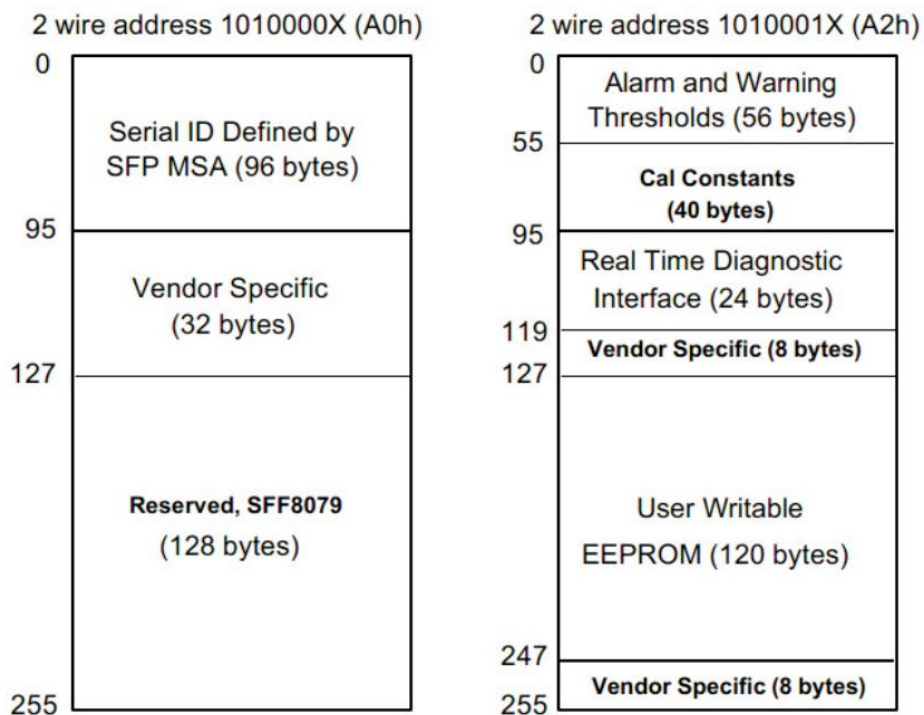 2 wire address 1010000X (A0h)
0
Serial ID Defined by
SFP MSA (96 bytes)
95
Vendor Specific
(32 bytes)
127
Reserved, SFF8079
(128 bytes)
255
2 wire address 1010001X (A2h)
0
Alarm and Warning
Thresholds (56 bytes)
55
Cal Constants
(40 bytes)
95
Real Time Diagnostic
Interface (24 bytes)
119
Vendor Specific (8 bytes)
127
User Writable
EEPROM (120 bytes)
247
Vendor Specific (8 bytes)
255